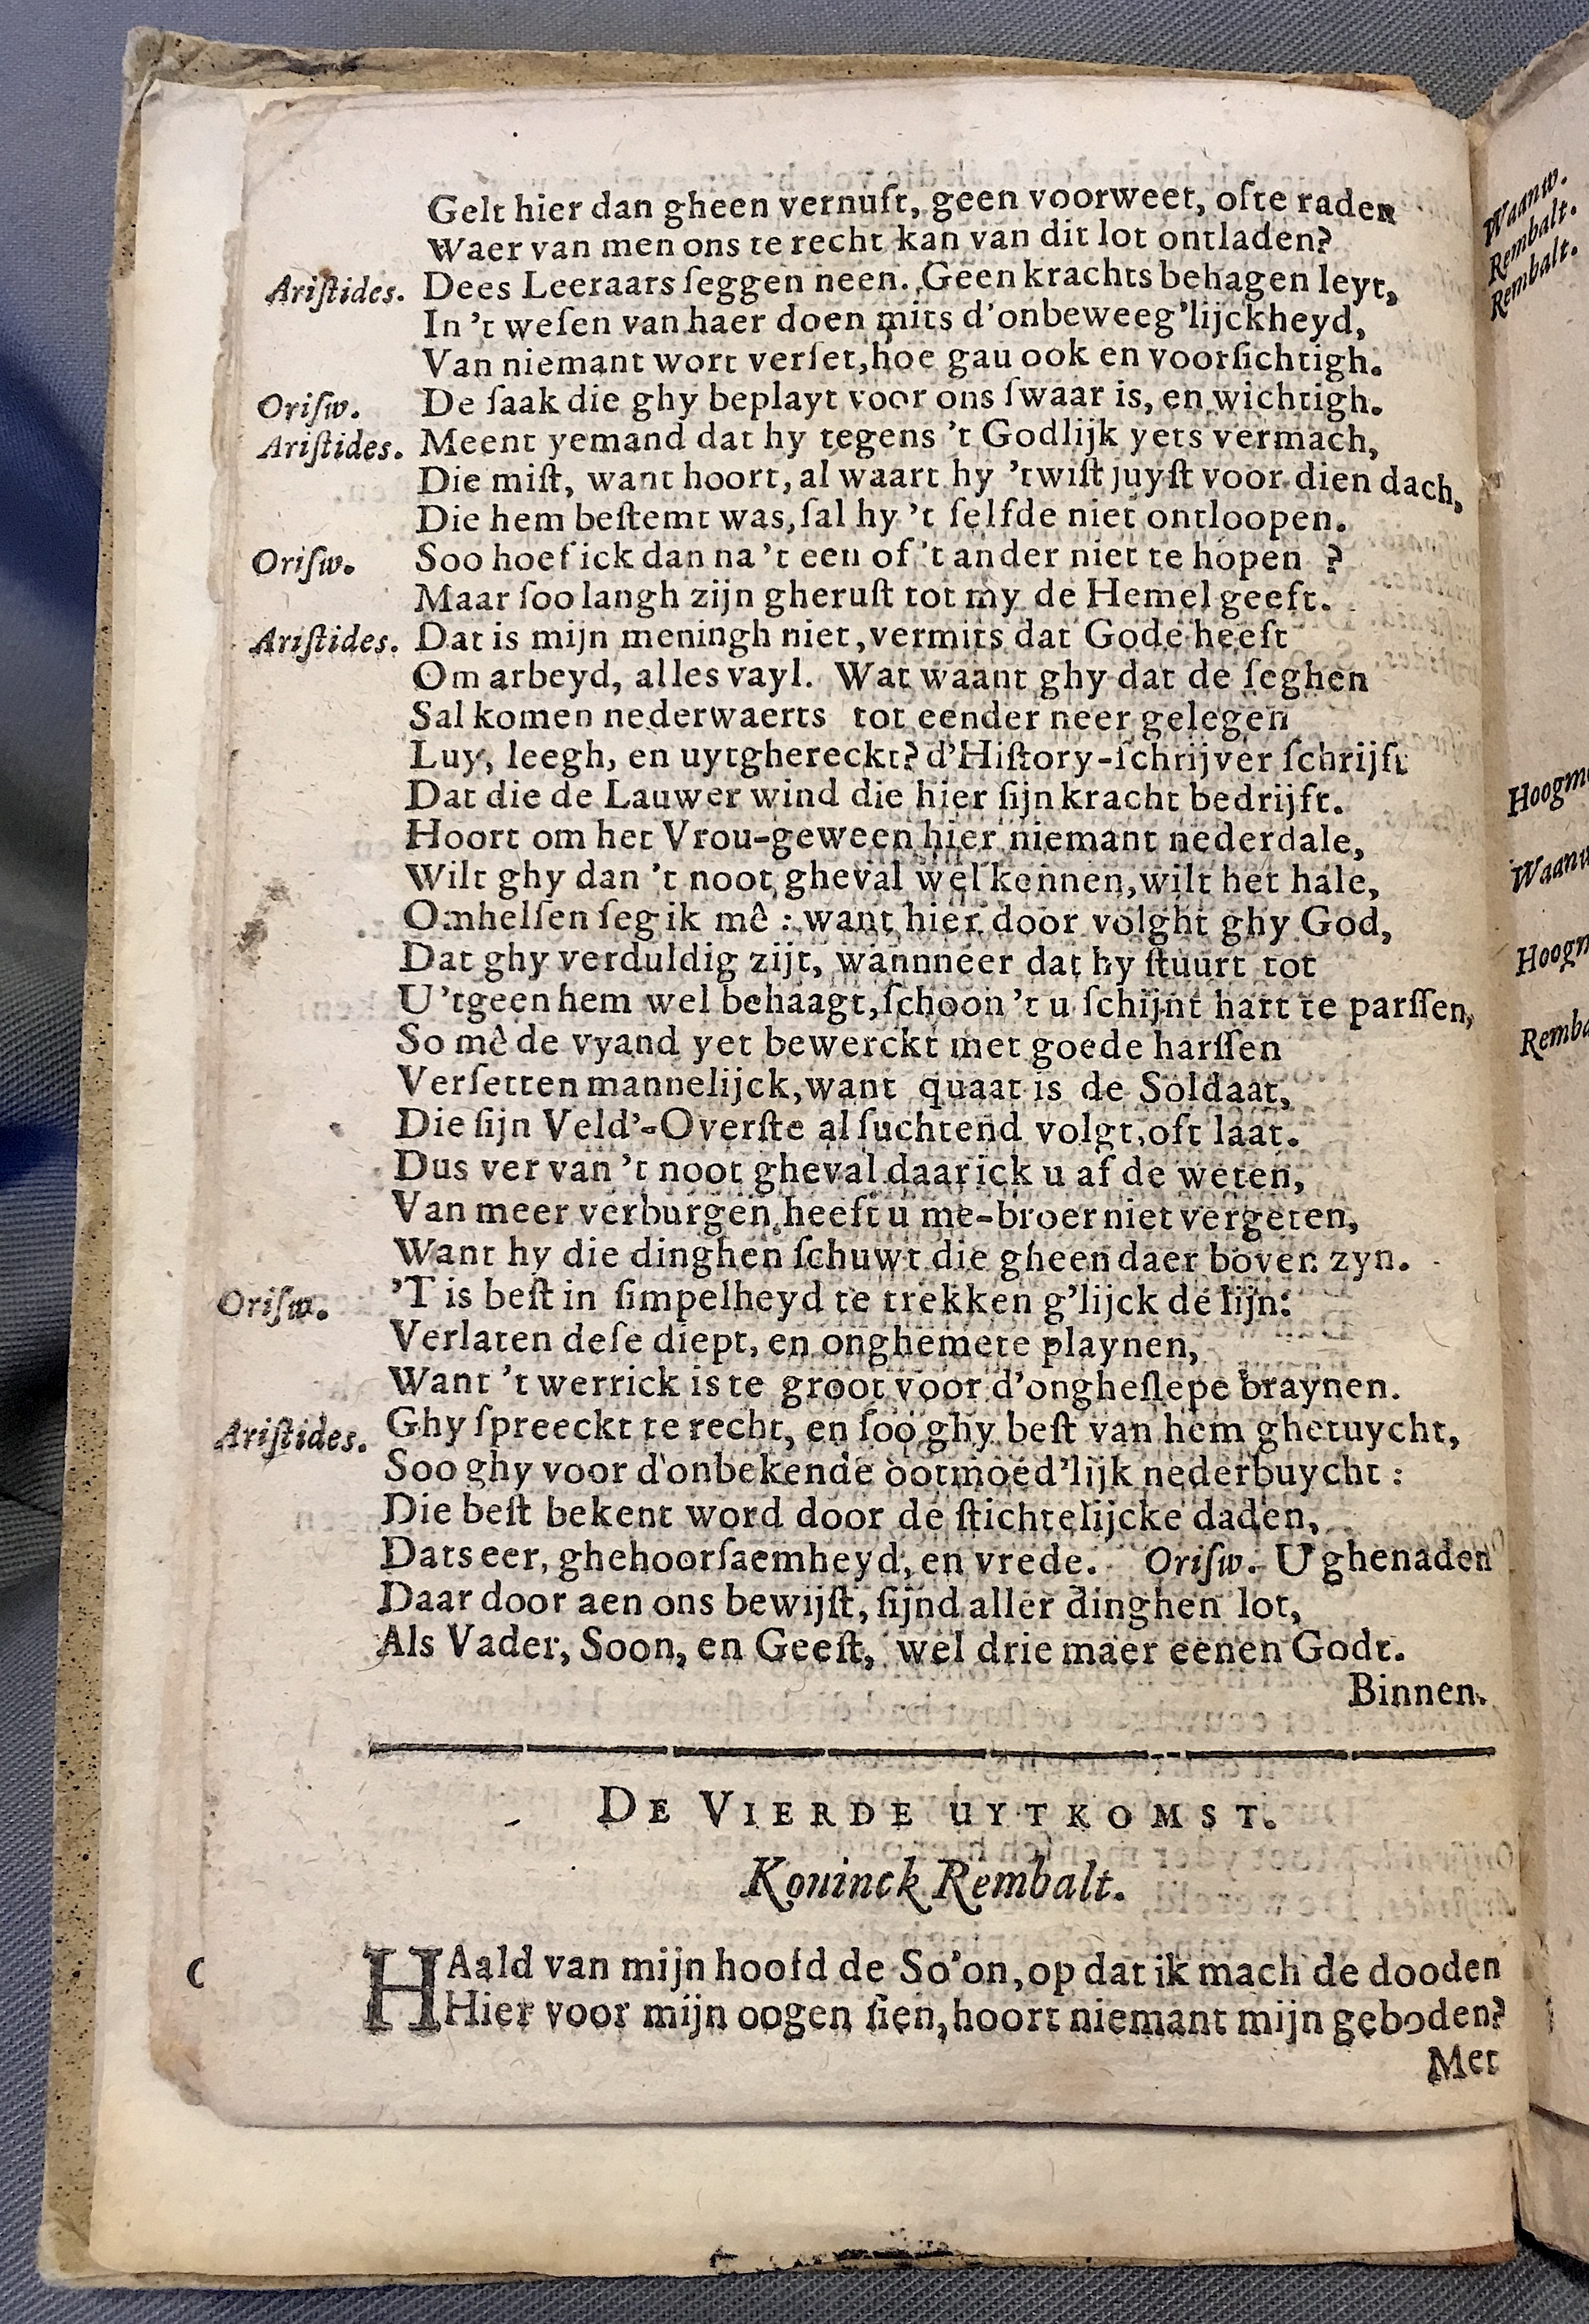 Gelt hier dan gheen vernuft, geen voorweet, ofte raden
Waer van men ons te recht kan van dit lot ontladen?
Ariſtides. Dees Leeraars ſeggen neen. Geen krachts behagen leyt,
In 't weſen van haer doen mits d'onbeweeg'lijckheyd,
Van niemant wort verſet, hoe gau ook en voorſichtigh.
Oriſw. De ſaak die ghy beplayt voor ons ſwaar is, en wichtigh.
Ariſtides. Meent yemand dat hy tegens 't Godlijk yets vermach,
Die miſt, want hoort, al waart hy 't wiſt juyſt voor dien dach,
Die hem beſtemt was, ſal hy 't ſelfde niet ontloopen.
Oriſw. Soo hoef ick dan na 't een of 't ander niet te hopen ?
Maar ſoo langh zijn gheruſt tot my de Hemel geeft.
Ariſtides. Dat is mijn meningh niet, vermits dat Gode heeft
Om arbeyd, alles vayl. Wat waant ghy dat de ſeghen
Sal komen nederwaerts tot eender neer gelegen
Luy, leegh, en uytghereckt? d'Hiſtory-ſchrijver ſchrijft
Dat die de Lauwer wind die hier ſijn kracht bedrijft.
Hoort om het Vrou-geween hier niemant nederdale,
Wilt ghy dan 't noot gheval wel kennen, wilt het hale,
Omhelſen ſeg ik mê : want hier door volght ghy God,
Dat ghy verduldig zijt, wannneer dat hy ſtuurt tot
U 'tgeen hem wel behaagt, ſchoon 't u ſchijnt hart te parſſen,
So mê de vyand yet bewerckt met goede harſſen
Verſetten mannelijck, want quaat is de Soldaat,
Die ſijn Veld'-Overſte al ſuchtend volgt, oft laat.
Dus ver van 't noot gheval daar ick u af de weten,
Van meer verburgen heeft u me-broer niet vergeten,
Want hy die dinghen ſchuwt die gheen daer boven zyn.
Oriſw. 'T is beſt in ſimpelheyd te trekken g'lijck de lijn:
Verlaten deſe diept, en onghemete playnen,
Want 't werrick is te groot voor d'ongheſlepe braynen.
Ariſtides. Ghy ſpreeckt te recht, en ſoo ghy beſt van hem ghetuycht,
Soo ghy voor d'onbekende ootmoed'lijk nederbuycht :
Die beſt bekent word door de ſtichtelijcke daden,
Dats eer, ghehoorſaemheyd, en vrede. Oriſw. U ghenaden
Daar door aen ons bewijſt, ſijnd aller dinghen lot,
Als Vader, Soon, en Geeſt, wel drie maer eenen Godt.
Binnen.
DE VIERDE UYTKOMST.
Kouinck Rembalt.
HAald van mijn hoofd de So'on, op dat ik mach de dooden
Hier voor mijn oogen ſien, hoort niemant mijn geboden?
Met
C
Waanw.
Rembalt.
Rembalt.